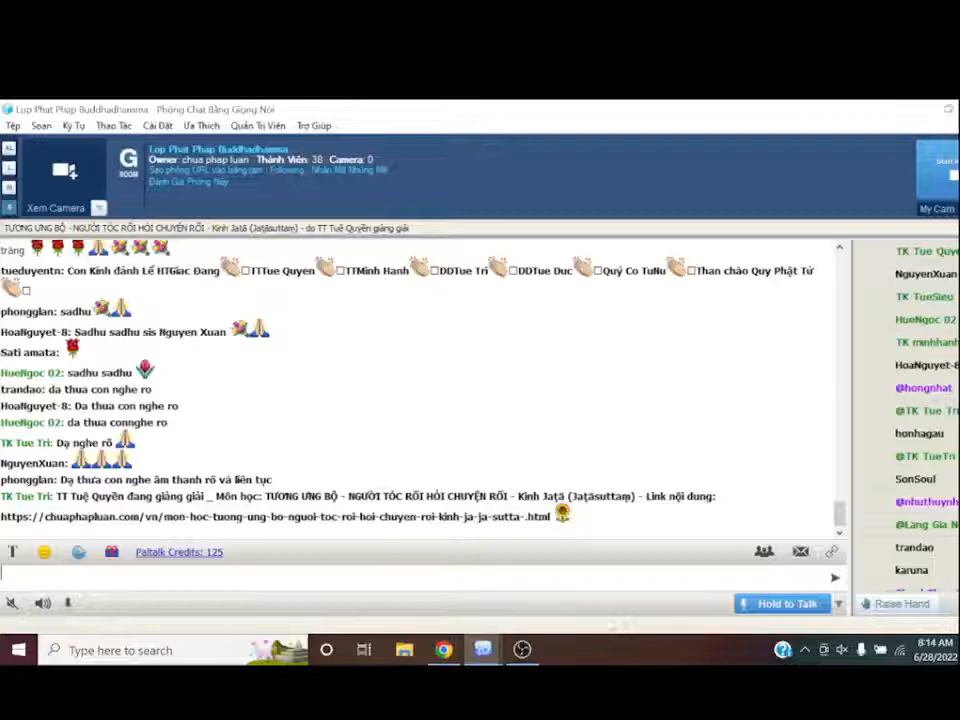 Lop Phat Phap Buddhadhamma - Phòng Chat Bằng Giọng Nói
Tệp Soạn Ký Tự Thao Tác Cài Đặt Ưa Thích Quản Trị Viên Trợ Giúp
Lop Phat Phap Buddhadhamma
Owner: chua phap luan Thành Viên: 38 Camera: 0
G
ROOM
Đánh Giá Phòng Này
Xem Camera
My Cam
TƯƠNG ƯNG BỘ - NGƯỜI TÓC RỐI HỎI CHUYỆN RỐI - Kinh Jaṭā (Jaṭāsuttaṃ) - do TT Tuệ Quyền giảng giải
tràng
tueduyentn: Con Kính đảnh Lễ HTGiac Đang TTTue Quyen TTMinh Hanh DDTue Tri DDTue Duc Quý Co TuNu Than chào Quy Phật Tử
phongglan: sadhu
HoaNguyet-8: Sadhu sadhu sis Nguyen Xuan
Sati amata:
HueNgoc 02: sadhu sadhu
trandao: da thua con nghe ro
HoaNguyet-8: Da thua con nghe ro
HueNgoc 02: da thua connghe ro
TK Tue Tri: Dạ nghe rõ
NguyenXuan:
phongglan: Dạ thưa con nghe âm thanh rõ và liên tục
TK Tue Tri: TT Tuệ Quyền đang giảng giải _ Môn học: TƯƠNG ƯNG BỘ - NGƯỜI TÓC RỐI HỎI CHUYỆN RỐI - Kinh Jaṭā (Jaṭāsuttaṃ) - Link nội dung:
https://chuaphapluan.com/vn/mon-hoc-tuong-ung-bo-nguoi-toc-roi-hoi-chuyen-roi-kinh-ja-ja-sutta-.html
TK Tue Quy
NguyenXuan
TK TueSieu
HueNgoc 02
TK minhhanh
HoaNguyet-8
@hongnhat
@TK Tue Tri
honhagau
@TK TueTri
SonSoul
@nhuthuynh
@Lang Gia N
trandao
karuna
Paltalk Credits: 125
Hold to Talk
Raise Hand
Type here to search
8:14 AM
6/28/2022